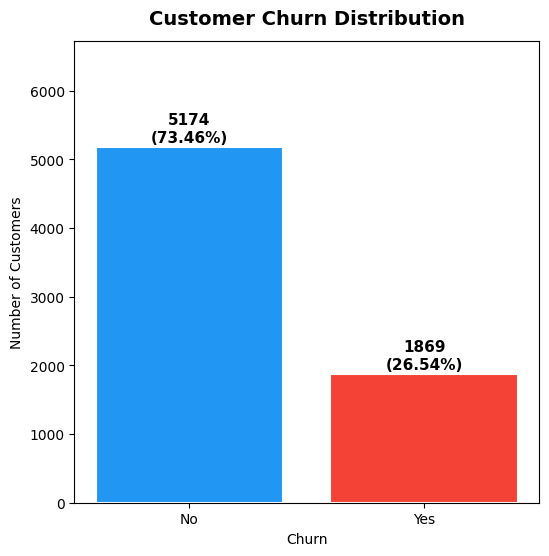 Customer Churn Distribution
Number of Customers
6000
5000
4000
3000
2000
1000
0
5174
(73.46%)
1869
(26.54%)
No
Yes
Churn